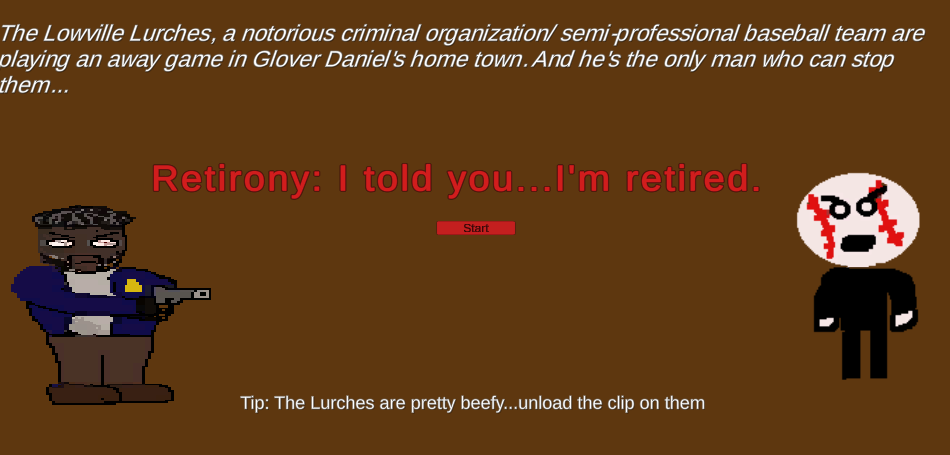 The Lowville Lurches, a notorious criminal organization/ semi-professional baseball team are
playing an away game in Glover Daniel's home town. And he's the only man who can stop
them...
Retirony: I told you...I'm retired.
Start
Tip: The Lurches are pretty beefy...unload the clip on them